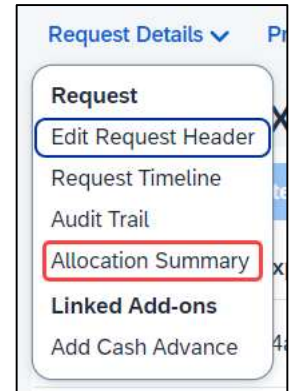 Request Details
Request
Edit Request Header
Request Timeline
Audit Trail
Allocation Summary
Linked Add-ons
Add Cash Advance